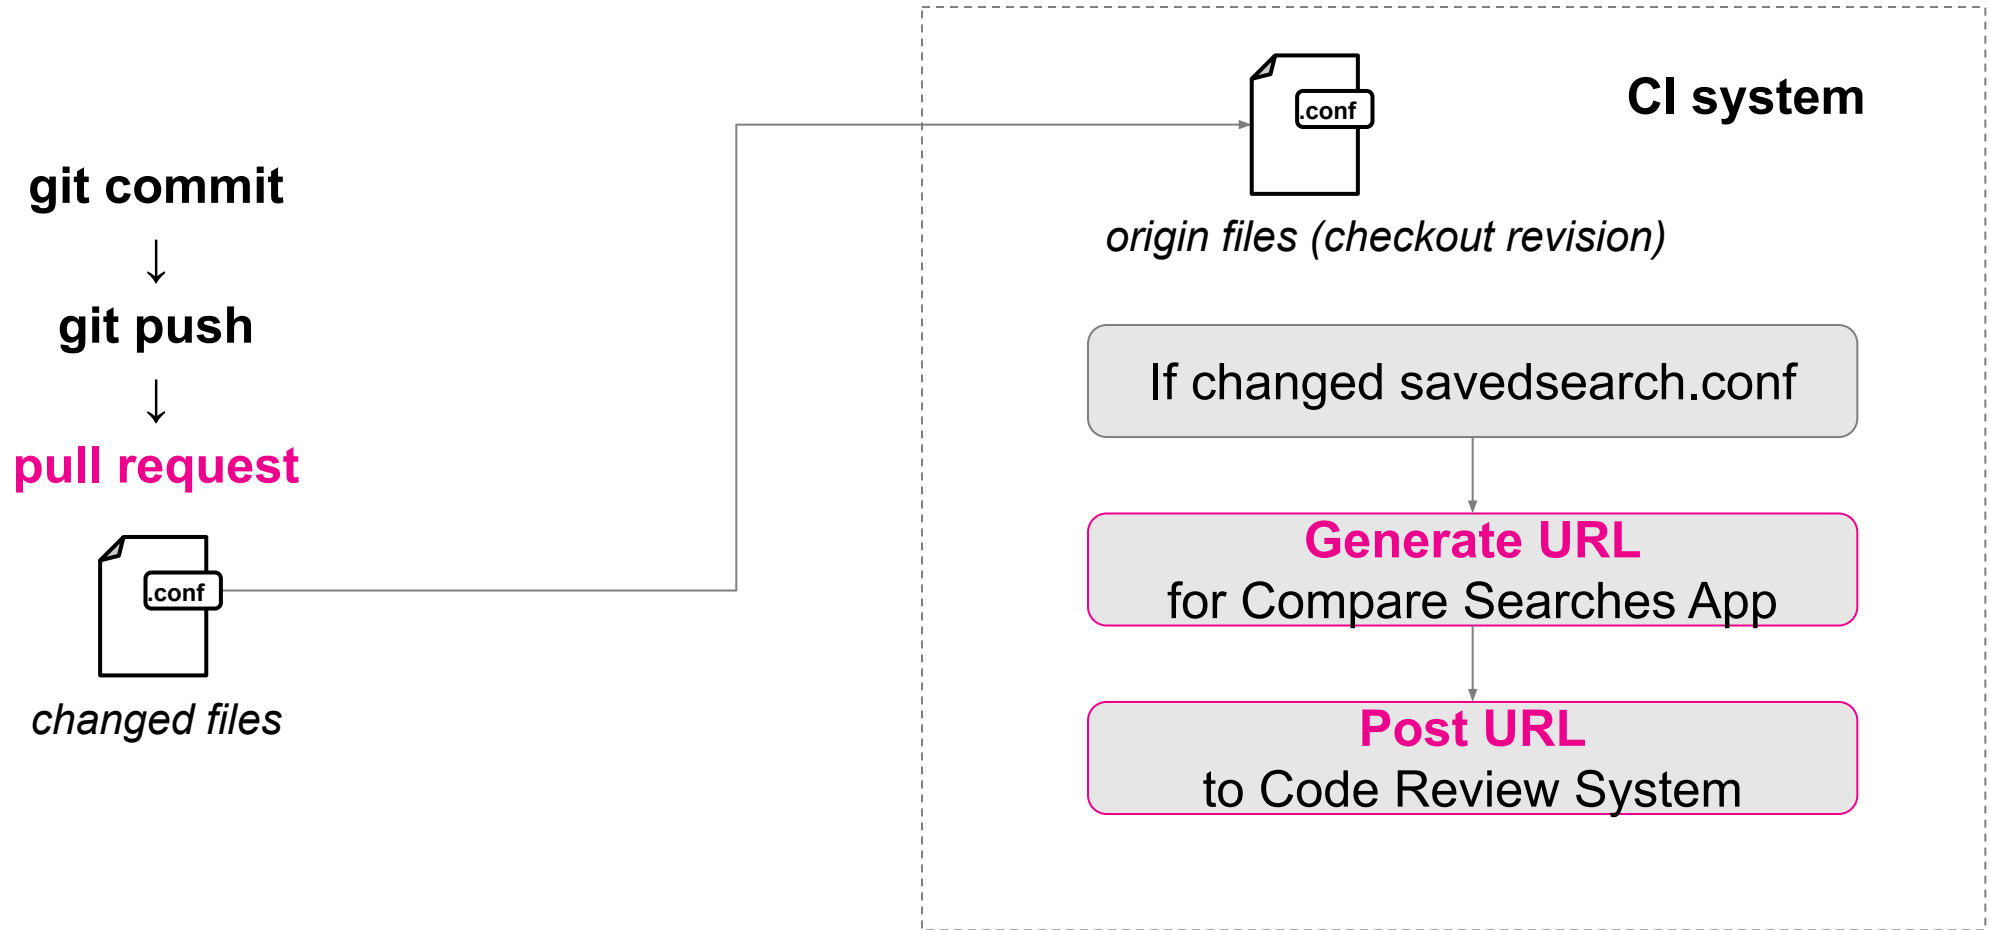 git commit
↓
git push
↓
pull request
.conf
changed files
CI system
.conf
origin files (checkout revision)
If changed savedsearch.conf
Generate URL
for Compare Searches App
Post URL
to Code Review System